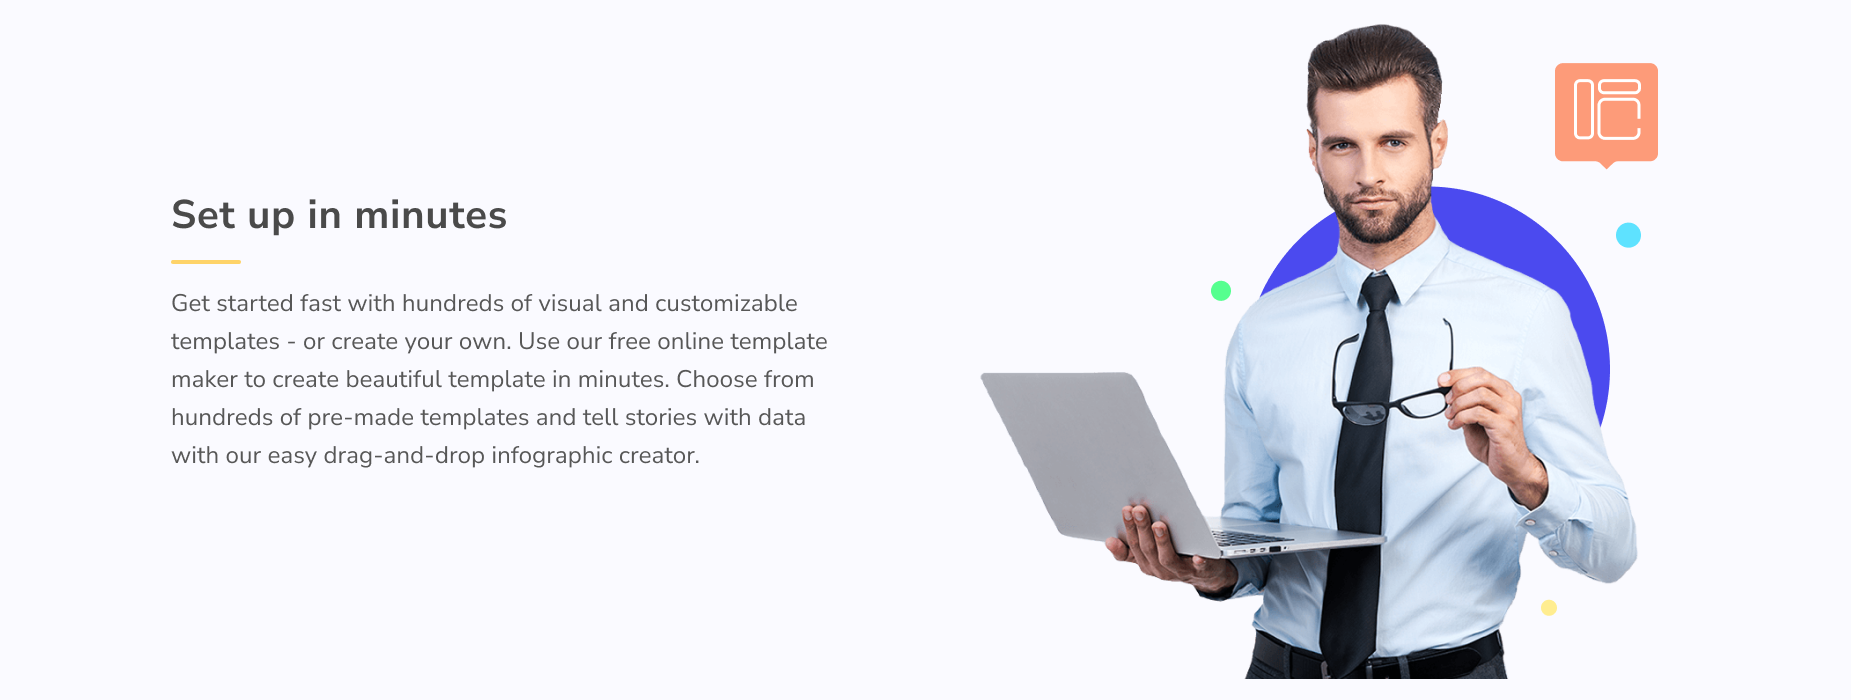 Set up in minutes
Get started fast with hundreds of visual and customizable
templates - or create your own. Use our free online template
maker to create beautiful template in minutes. Choose from
hundreds of pre-made templates and tell stories with data
with our easy drag-and-drop infographic creator.